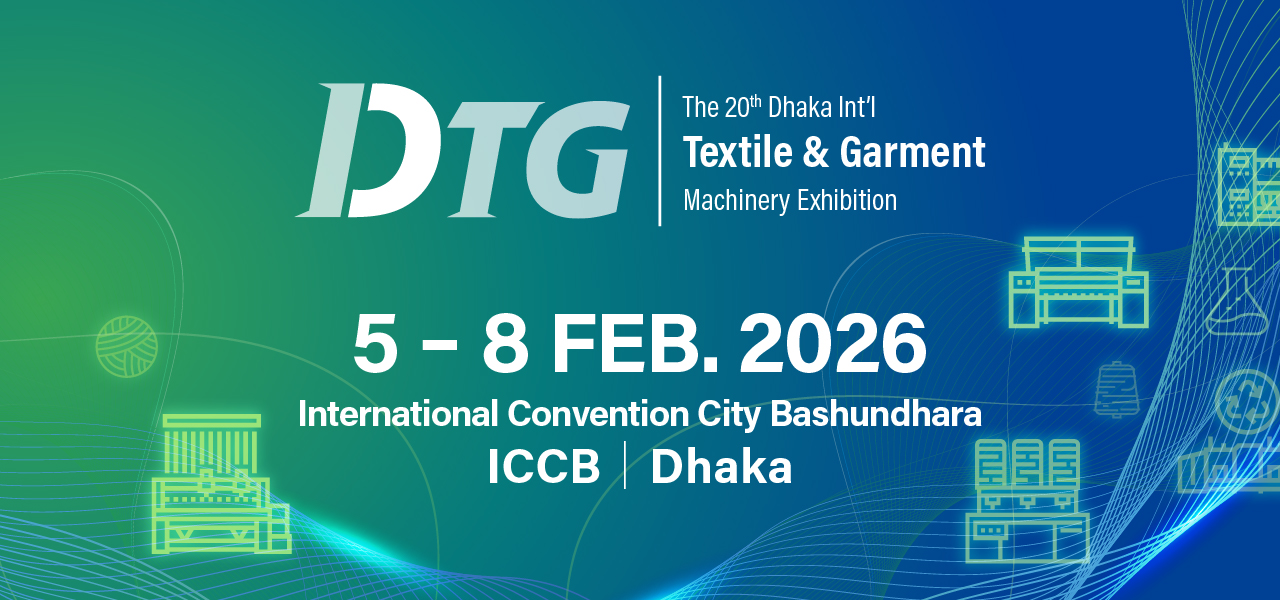 DTG
The 20th Dhaka Int'l
Textile & Garment
Machinery Exhibition
5 – 8 FEB. 2026
International Convention City Bashundhara
ICCB | Dhaka